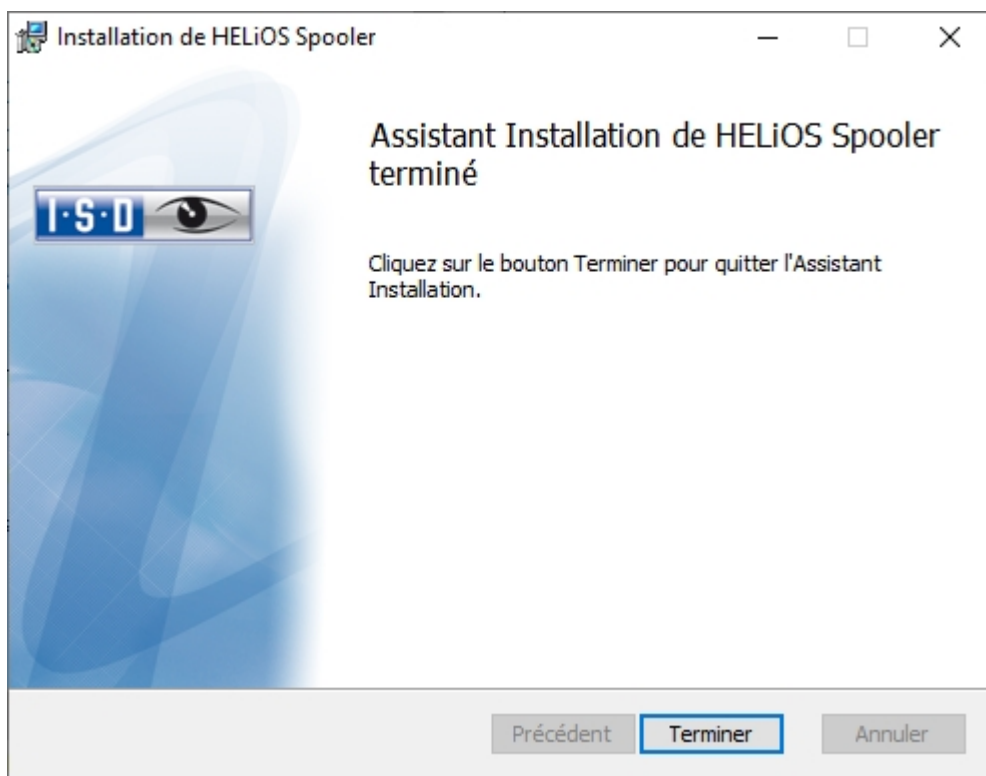 Installation de HELiOS Spooler
Assistant Installation de HELiOS Spooler
terminé
I·S·D
Cliquez sur le bouton Terminer pour quitter l'Assistant
Installation.
Précédent
Terminer
Annuler